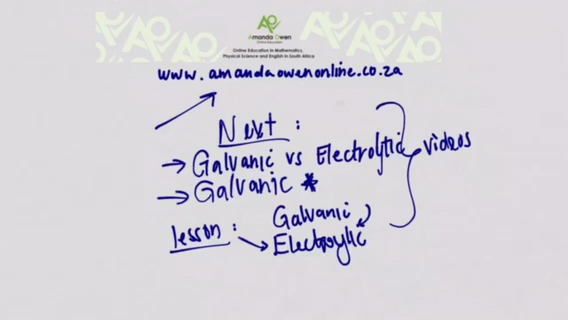 Amanda Owen
Online Education in Mathematics,
Physical Science and English in South Africa
www.amandaowenonline.co.za
Next :
→ Galvanic vs Electrolytic
→ Galvanic *
videos
lesson : Galvanic
→ Electroylic